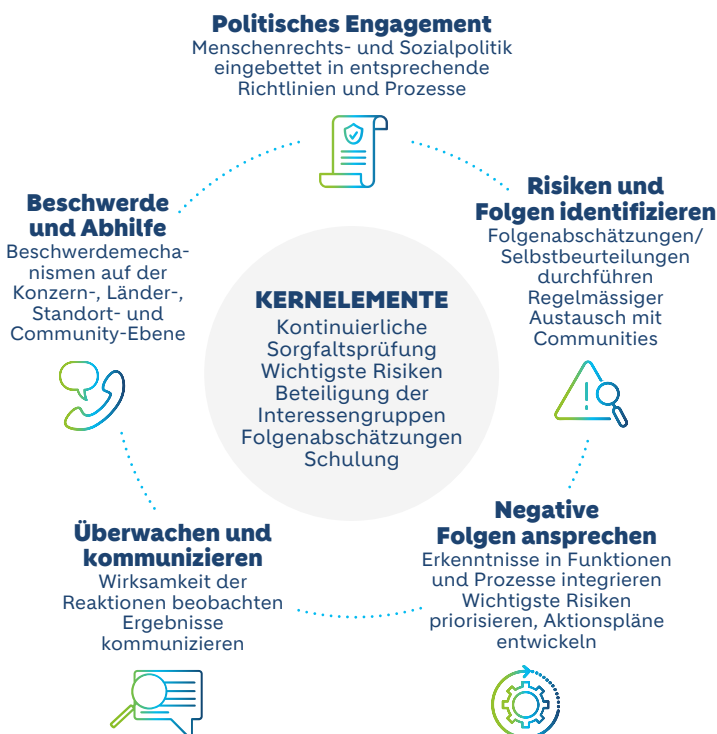 Politisches Engagement
Menschenrechts- und Sozialpolitik
eingebettet in entsprechende
Richtlinien und Prozesse
Risiken und
Folgen identifizieren
Folgenabschätzungen/
Selbstbeurteilungen
durchführen
Regelmässiger
Austausch mit
Communities
Negative
Folgen ansprechen
Erkenntnisse in Funktionen
und Prozesse integrieren
Wichtigste Risiken
priorisieren, Aktionspläne
entwickeln
Überwachen und
kommunizieren
Wirksamkeit der
Reaktionen beobachten
Ergebnisse
kommunizieren
Beschwerde
und Abhilfe
Beschwerdemecha-
nismen auf der
Konzern-, Länder-,
Standort- und
Community-Ebene
KERNELEMENTE
Kontinuierliche
Sorgfaltsprüfung
Wichtigste Risiken
Beteiligung der
Interessengruppen
Folgenabschätzungen
Schulung